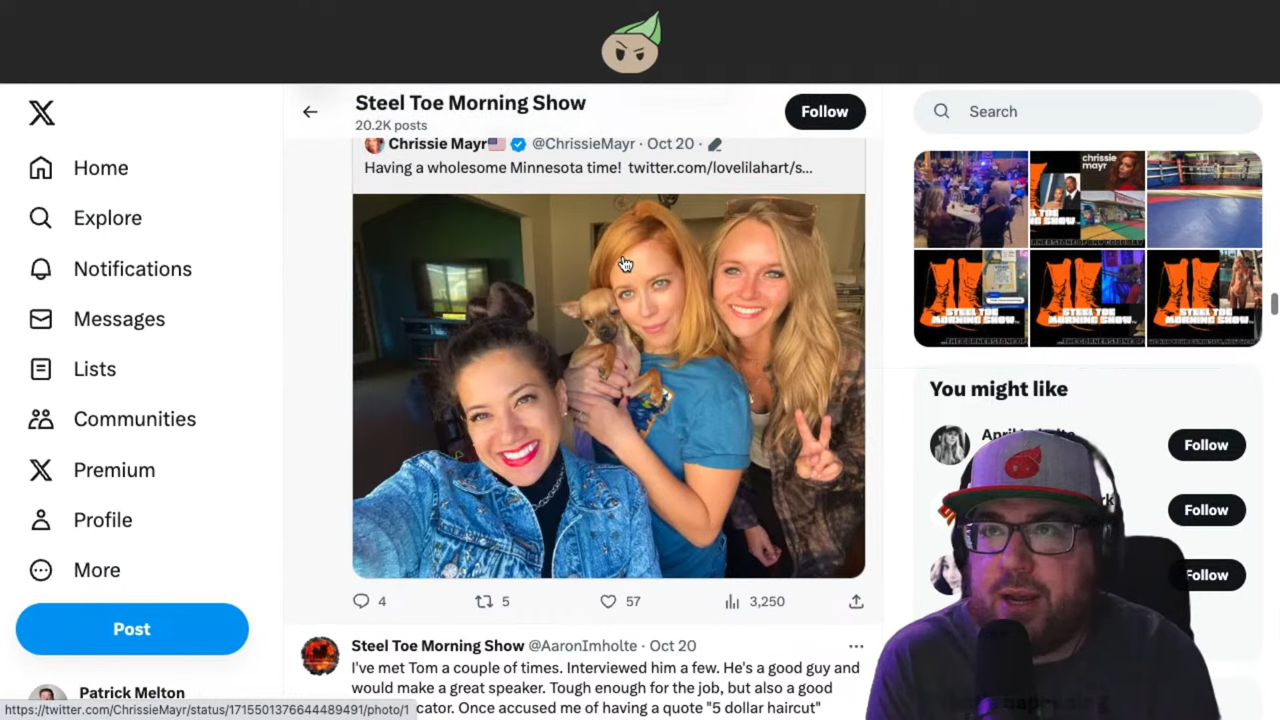 Steel Toe Morning Show
20.2K posts
Follow
Search
Home
Explore
Notifications
Messages
Lists
Communities
Premium
Profile
More
Post
Patrick Melton
https://twitter.com/ChrissieMayr/status/1715501376644489491/photo/1
Chrissie Mayr @ChrissieMayr · Oct 20 ·
Having a wholesome Minnesota time! twitter.com/lovelilahart/s...
4 5 57 3,250
Steel Toe Morning Show @AaronImholte · Oct 20
I've met Tom a couple of times. Interviewed him a few. He's a good guy and
would make a great speaker. Tough enough for the job, but also a good
cator. Once accused me of having a quote "5 dollar haircut"
chrissie
mayr
STEEL TOE
MORNING SHOW
STEEL TOE
MORNING SHOW
STEEL TOE
MORNING SHOW
You might like
Follow
Follow
Follow